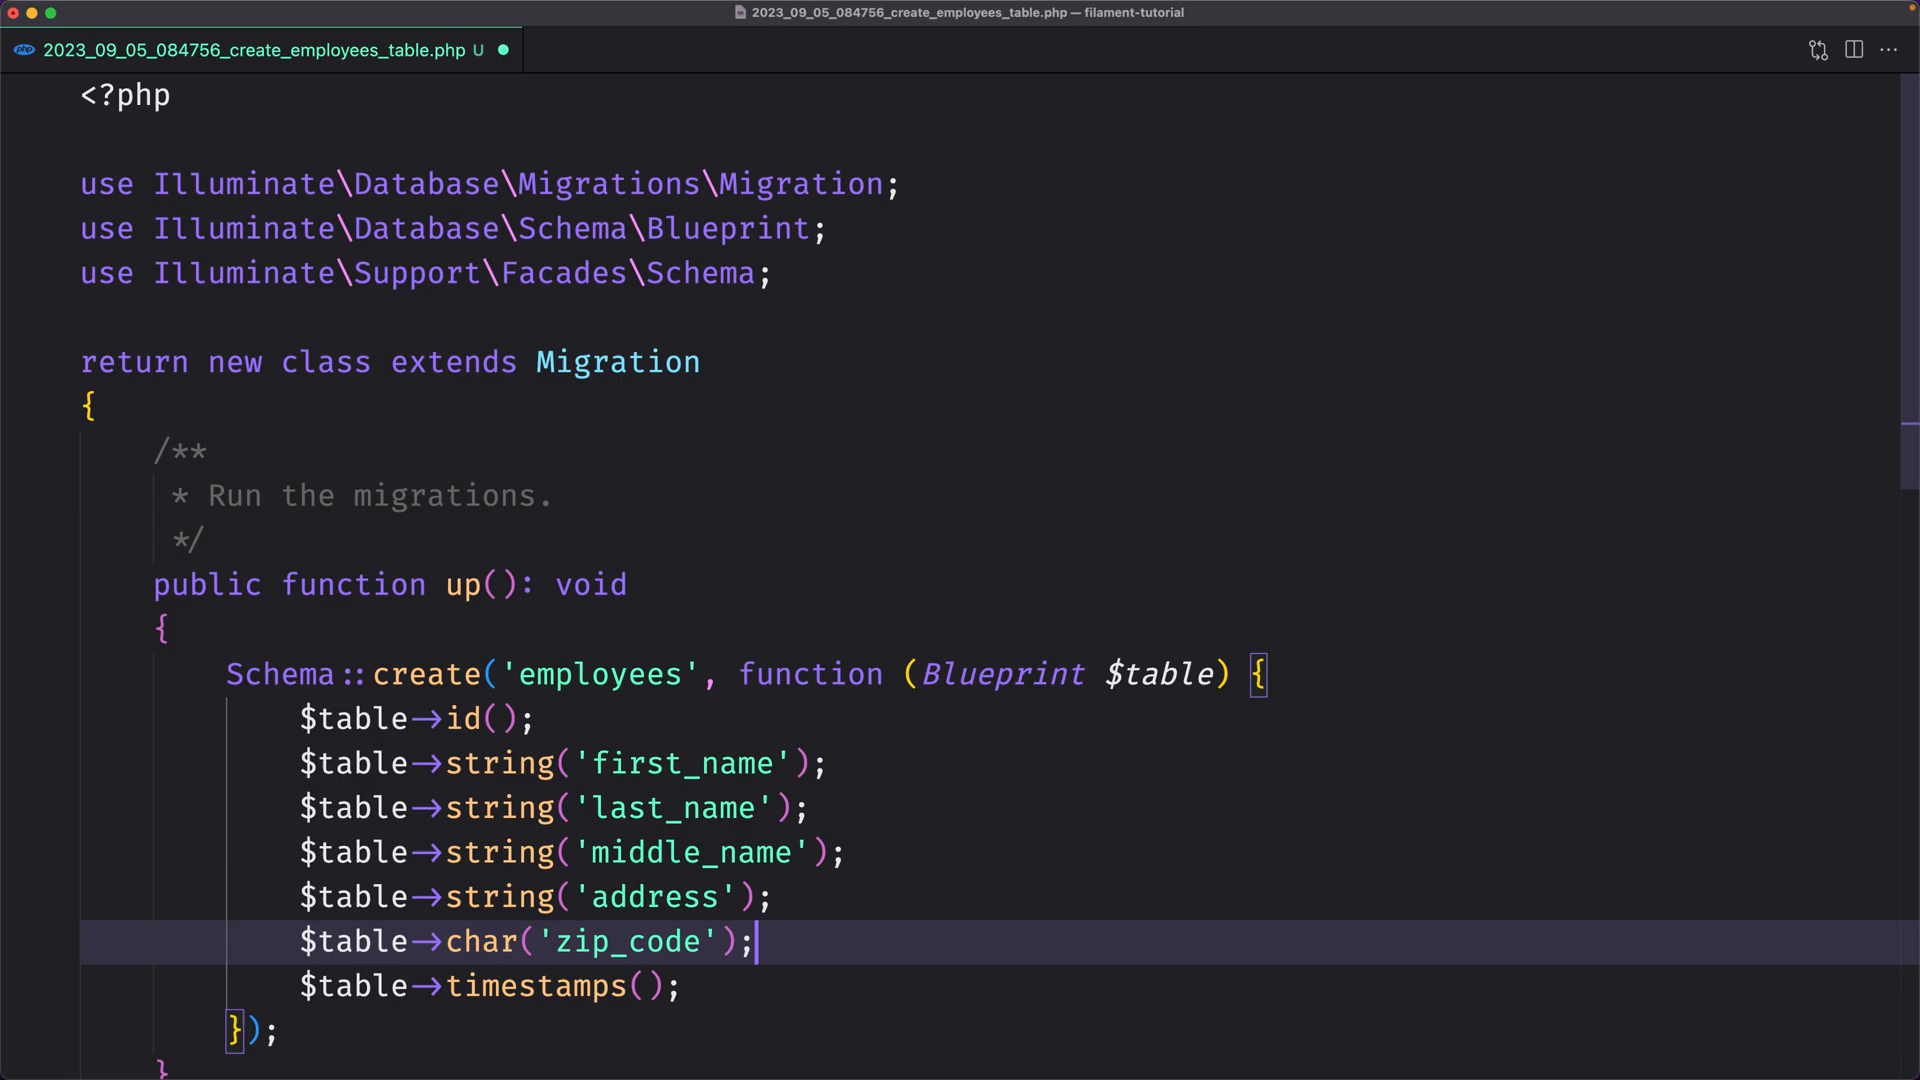 2023_09_05_084756_create_employees_table.php — filament-tutorial
php 2023_09_05_084756_create_employees_table.php U
<?php
use Illuminate\Database\Migrations\Migration;
use Illuminate\Database\Schema\Blueprint;
use Illuminate\Support\Facades\Schema;
return new class extends Migration
{
/**
* Run the migrations.
*/
public function up(): void
{
Schema::create('employees', function (Blueprint $table) {
$table->id();
$table->string('first_name');
$table->string('last_name');
$table->string('middle_name');
$table->string('address');
$table->char('zip_code');
$table->timestamps();
});
}